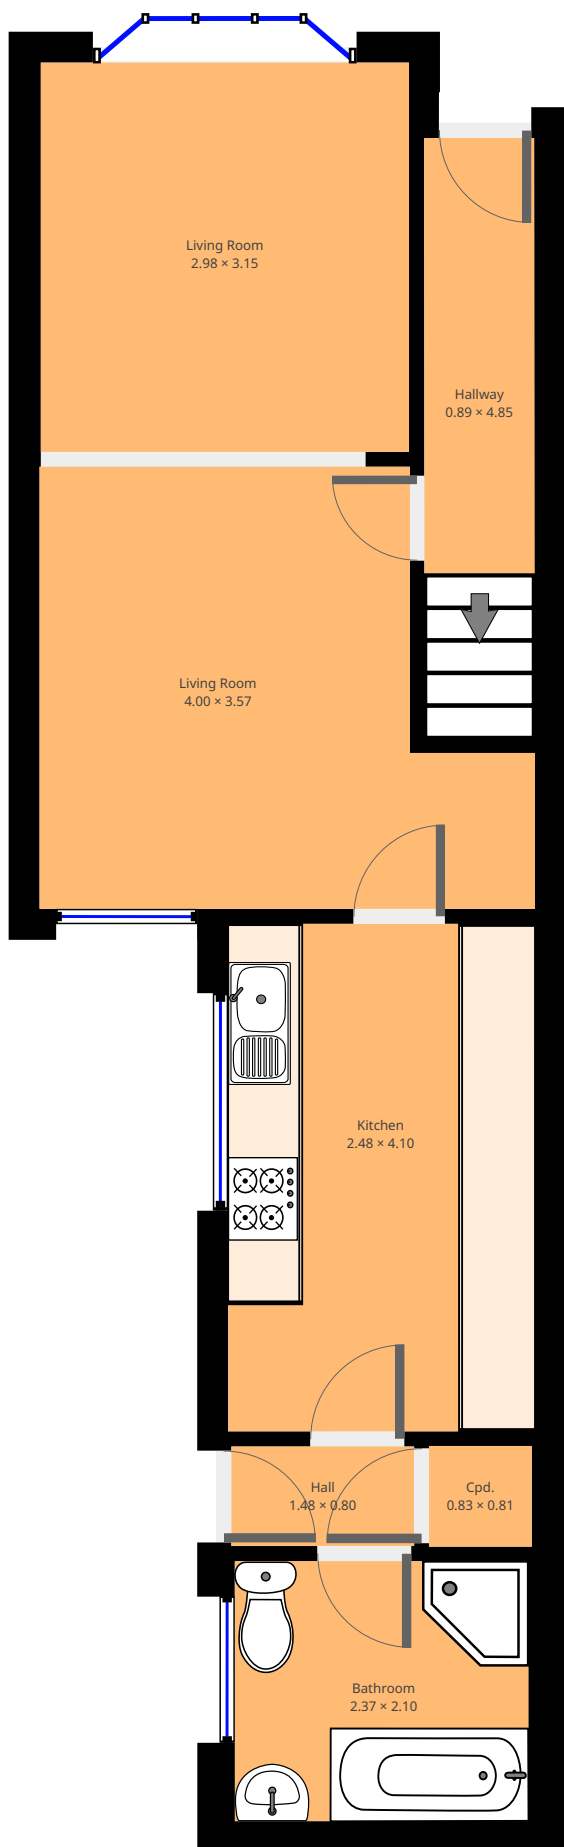 Living Room
2.98 × 3.15
Hallway
0.89 × 4.85
Living Room
4.00 × 3.57
Kitchen
2.48 × 4.10
Hall
1.48 × 0.80
Cpd.
0.83 × 0.81
Bathroom
2.37 × 2.10